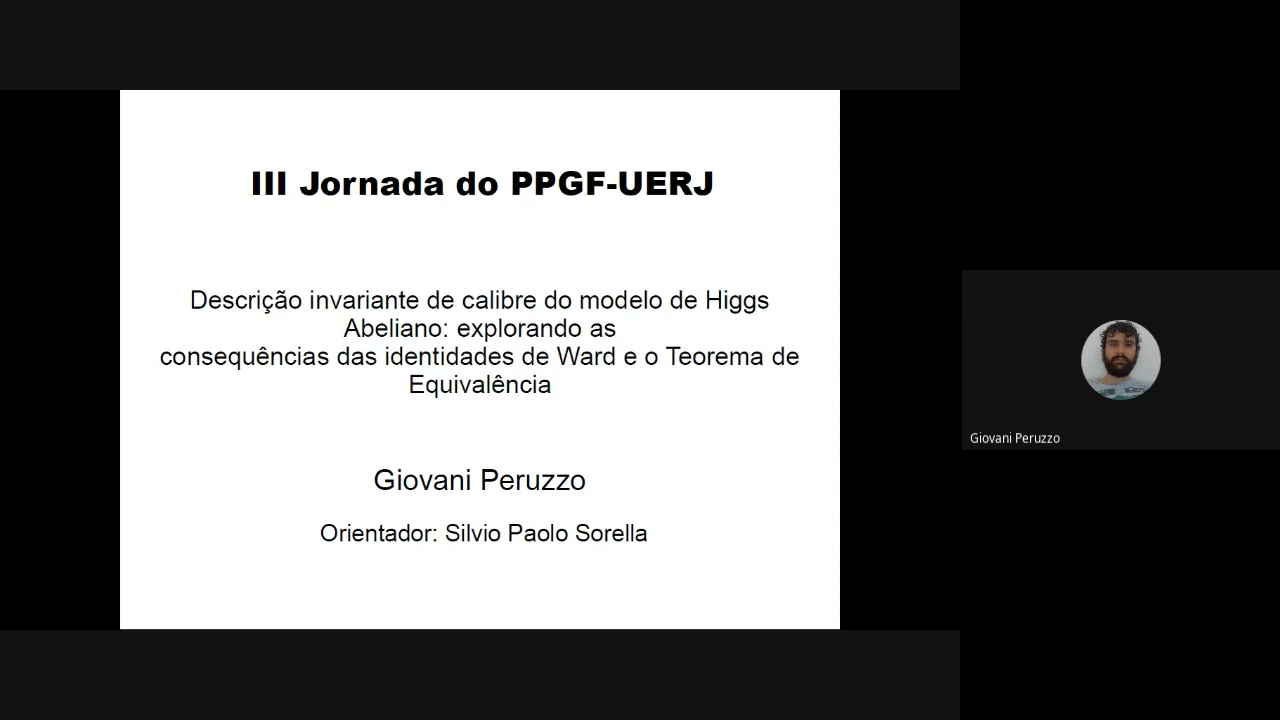 III Jornada do PPGF-UERJ
Descrição invariante de calibre do modelo de Higgs
Abeliano: explorando as
consequências das identidades de Ward e o Teorema de
Equivalência
Giovani Peruzzo
Orientador: Silvio Paolo Sorella
Giovani Peruzzo